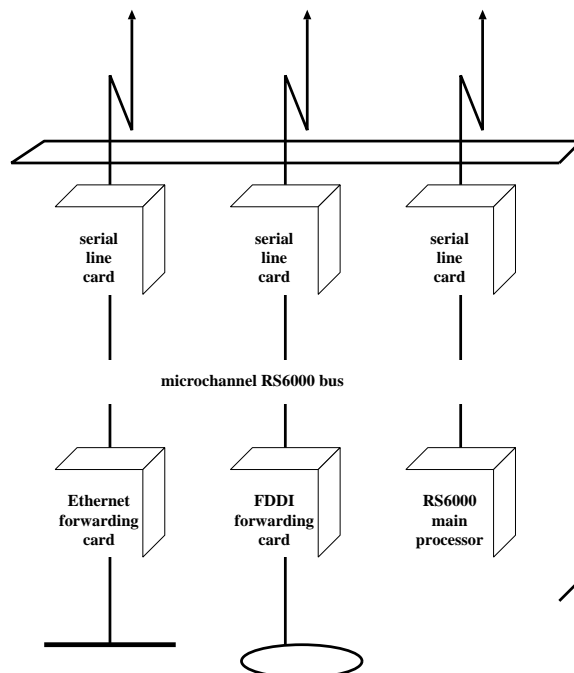 serial
line
card
serial
line
card
serial
line
card
microchannel RS6000 bus
Ethernet
forwarding
card
FDDI
forwarding
card
RS6000
main
processor